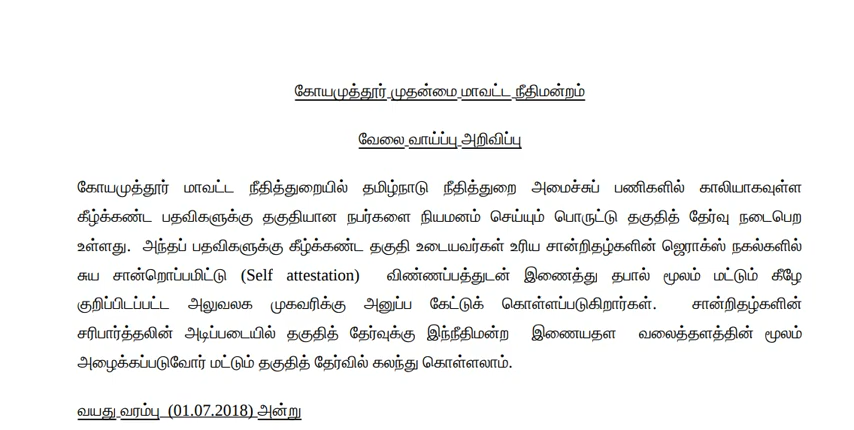 கோயமுத்தூர் முதன்மை மாவட்ட நீதிமன்றம்
வேலை வாய்ப்பு அறிவிப்பு
கோயமுத்தூர் மாவட்ட நீதித்துறையில் தமிழ்நாடு நீதித்துறை அமைச்சுப் பணிகளில் காலியாகவுள்ள
கீழ்க்கண்ட பதவிகளுக்கு தகுதியான நபர்களை நியமனம் செய்யும் பொருட்டு தகுதித் தேர்வு நடைபெற
உள்ளது. அந்தப் பதவிகளுக்கு கீழ்க்கண்ட தகுதி உடையவர்கள் உரிய சான்றிதழ்களின் ஜெராக்ஸ் நகல்களில்
சுய சான்றொப்பமிட்டு (Self attestation) விண்ணப்பத்துடன் இணைத்து தபால் மூலம் மட்டும் கீழே
குறிப்பிடப்பட்ட அலுவலக முகவரிக்கு அனுப்ப கேட்டுக் கொள்ளப்படுகிறார்கள். சான்றிதழ்களின்
சரிபார்த்தலின் அடிப்படையில் தகுதித் தேர்வுக்கு இந்நீதிமன்ற இணையதள வலைத்தளத்தின் மூலம்
அழைக்கப்படுவோர் மட்டும் தகுதித் தேர்வில் கலந்து கொள்ளலாம்.
வயது வரம்பு (01.07.2018) அன்று